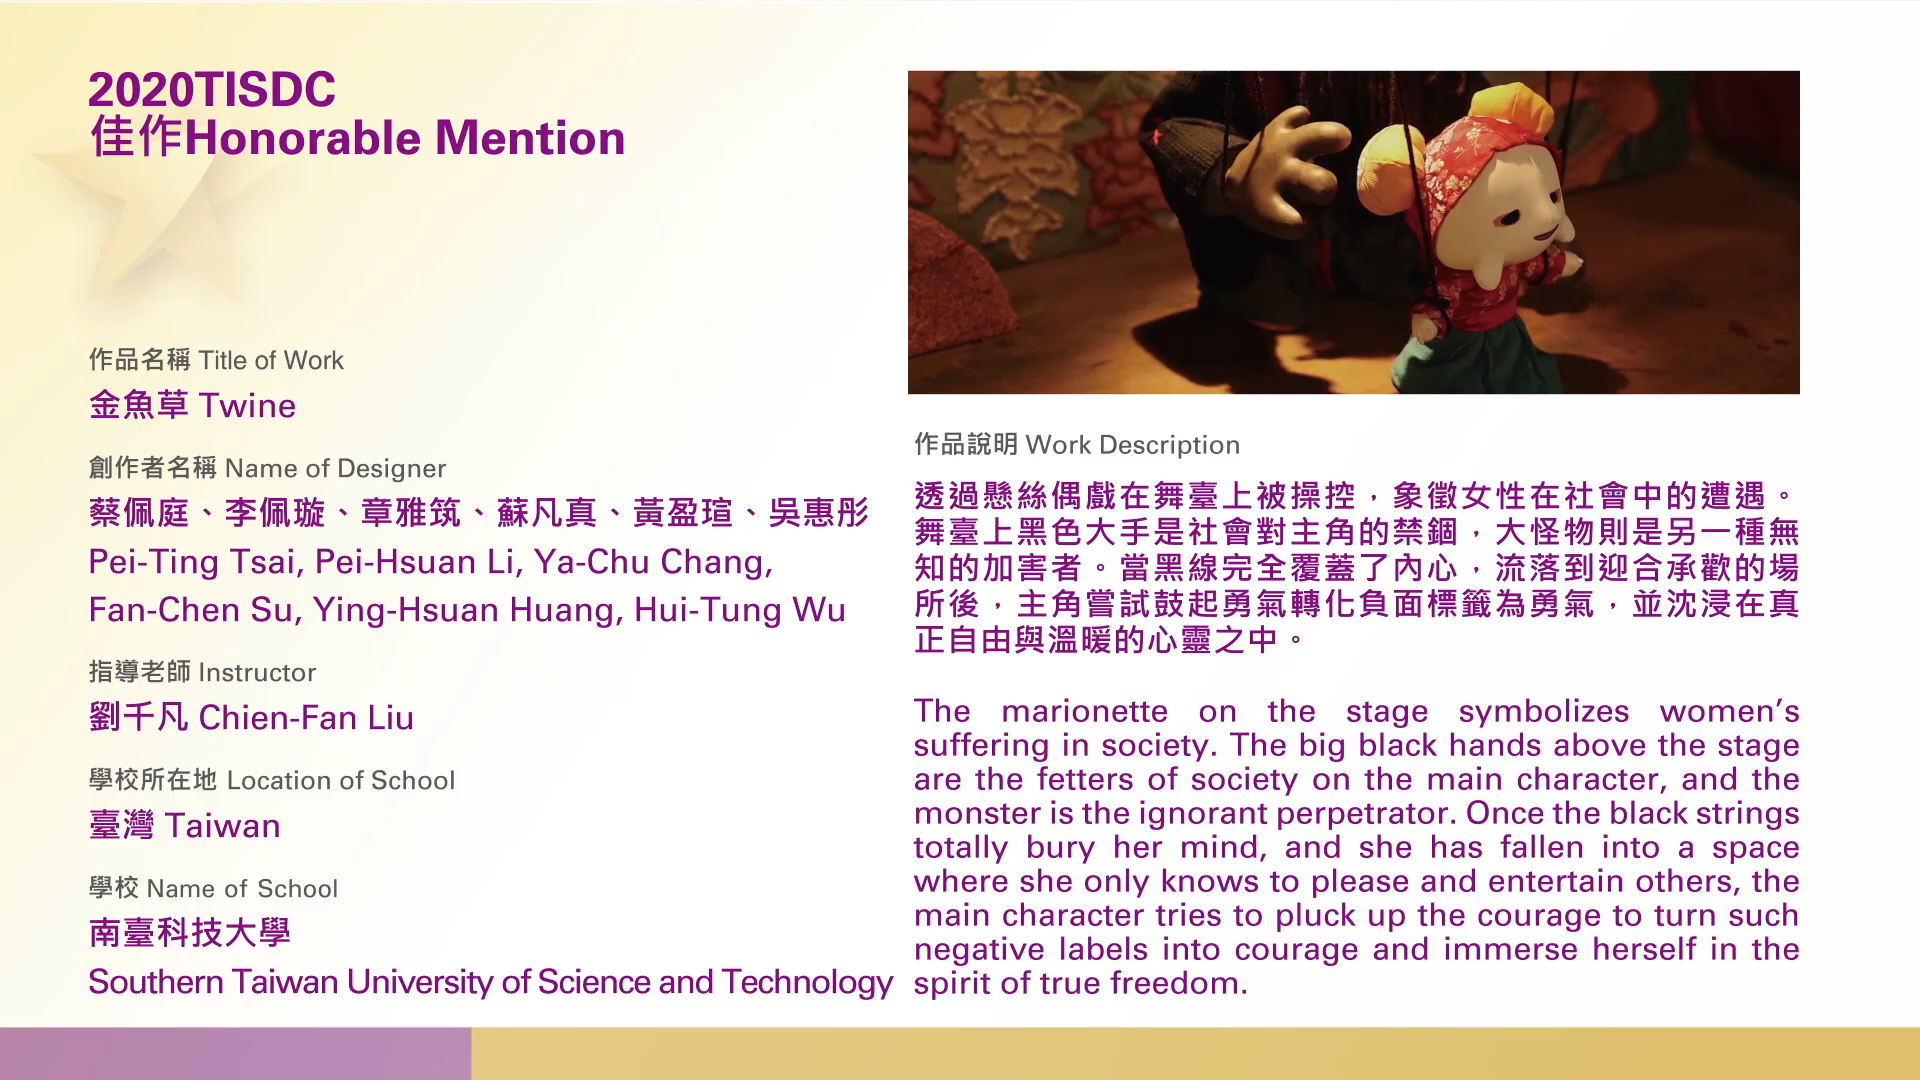 2020TISDC
佳作Honorable Mention
作品名稱 Title of Work
金魚草 Twine
創作者名稱 Name of Designer
蔡佩庭、李佩璇、章雅筑、蘇凡真、黃盈瑄、吳惠彤
Pei-Ting Tsai, Pei-Hsuan Li, Ya-Chu Chang,
Fan-Chen Su, Ying-Hsuan Huang, Hui-Tung Wu
指導老師 Instructor
劉千凡 Chien-Fan Liu
學校所在地 Location of School
臺灣 Taiwan
學校 Name of School
南臺科技大學
Southern Taiwan University of Science and Technology
作品說明 Work Description
透過懸絲偶戲在舞臺上被操控，象徵女性在社會中的遭遇。
舞臺上黑色大手是社會對主角的禁錮，大怪物則是另一種無
知的加害者。當黑線完全覆蓋了內心，流落到迎合承歡的場
所後，主角嘗試鼓起勇氣轉化負面標籤為勇氣，並沈浸在真
正自由與溫暖的心靈之中。
The marionette on the stage symbolizes women’s
suffering in society. The big black hands above the stage
are the fetters of society on the main character, and the
monster is the ignorant perpetrator. Once the black strings
totally bury her mind, and she has fallen into a space
where she only knows to please and entertain others, the
main character tries to pluck up the courage to turn such
negative labels into courage and immerse herself in the
spirit of true freedom.